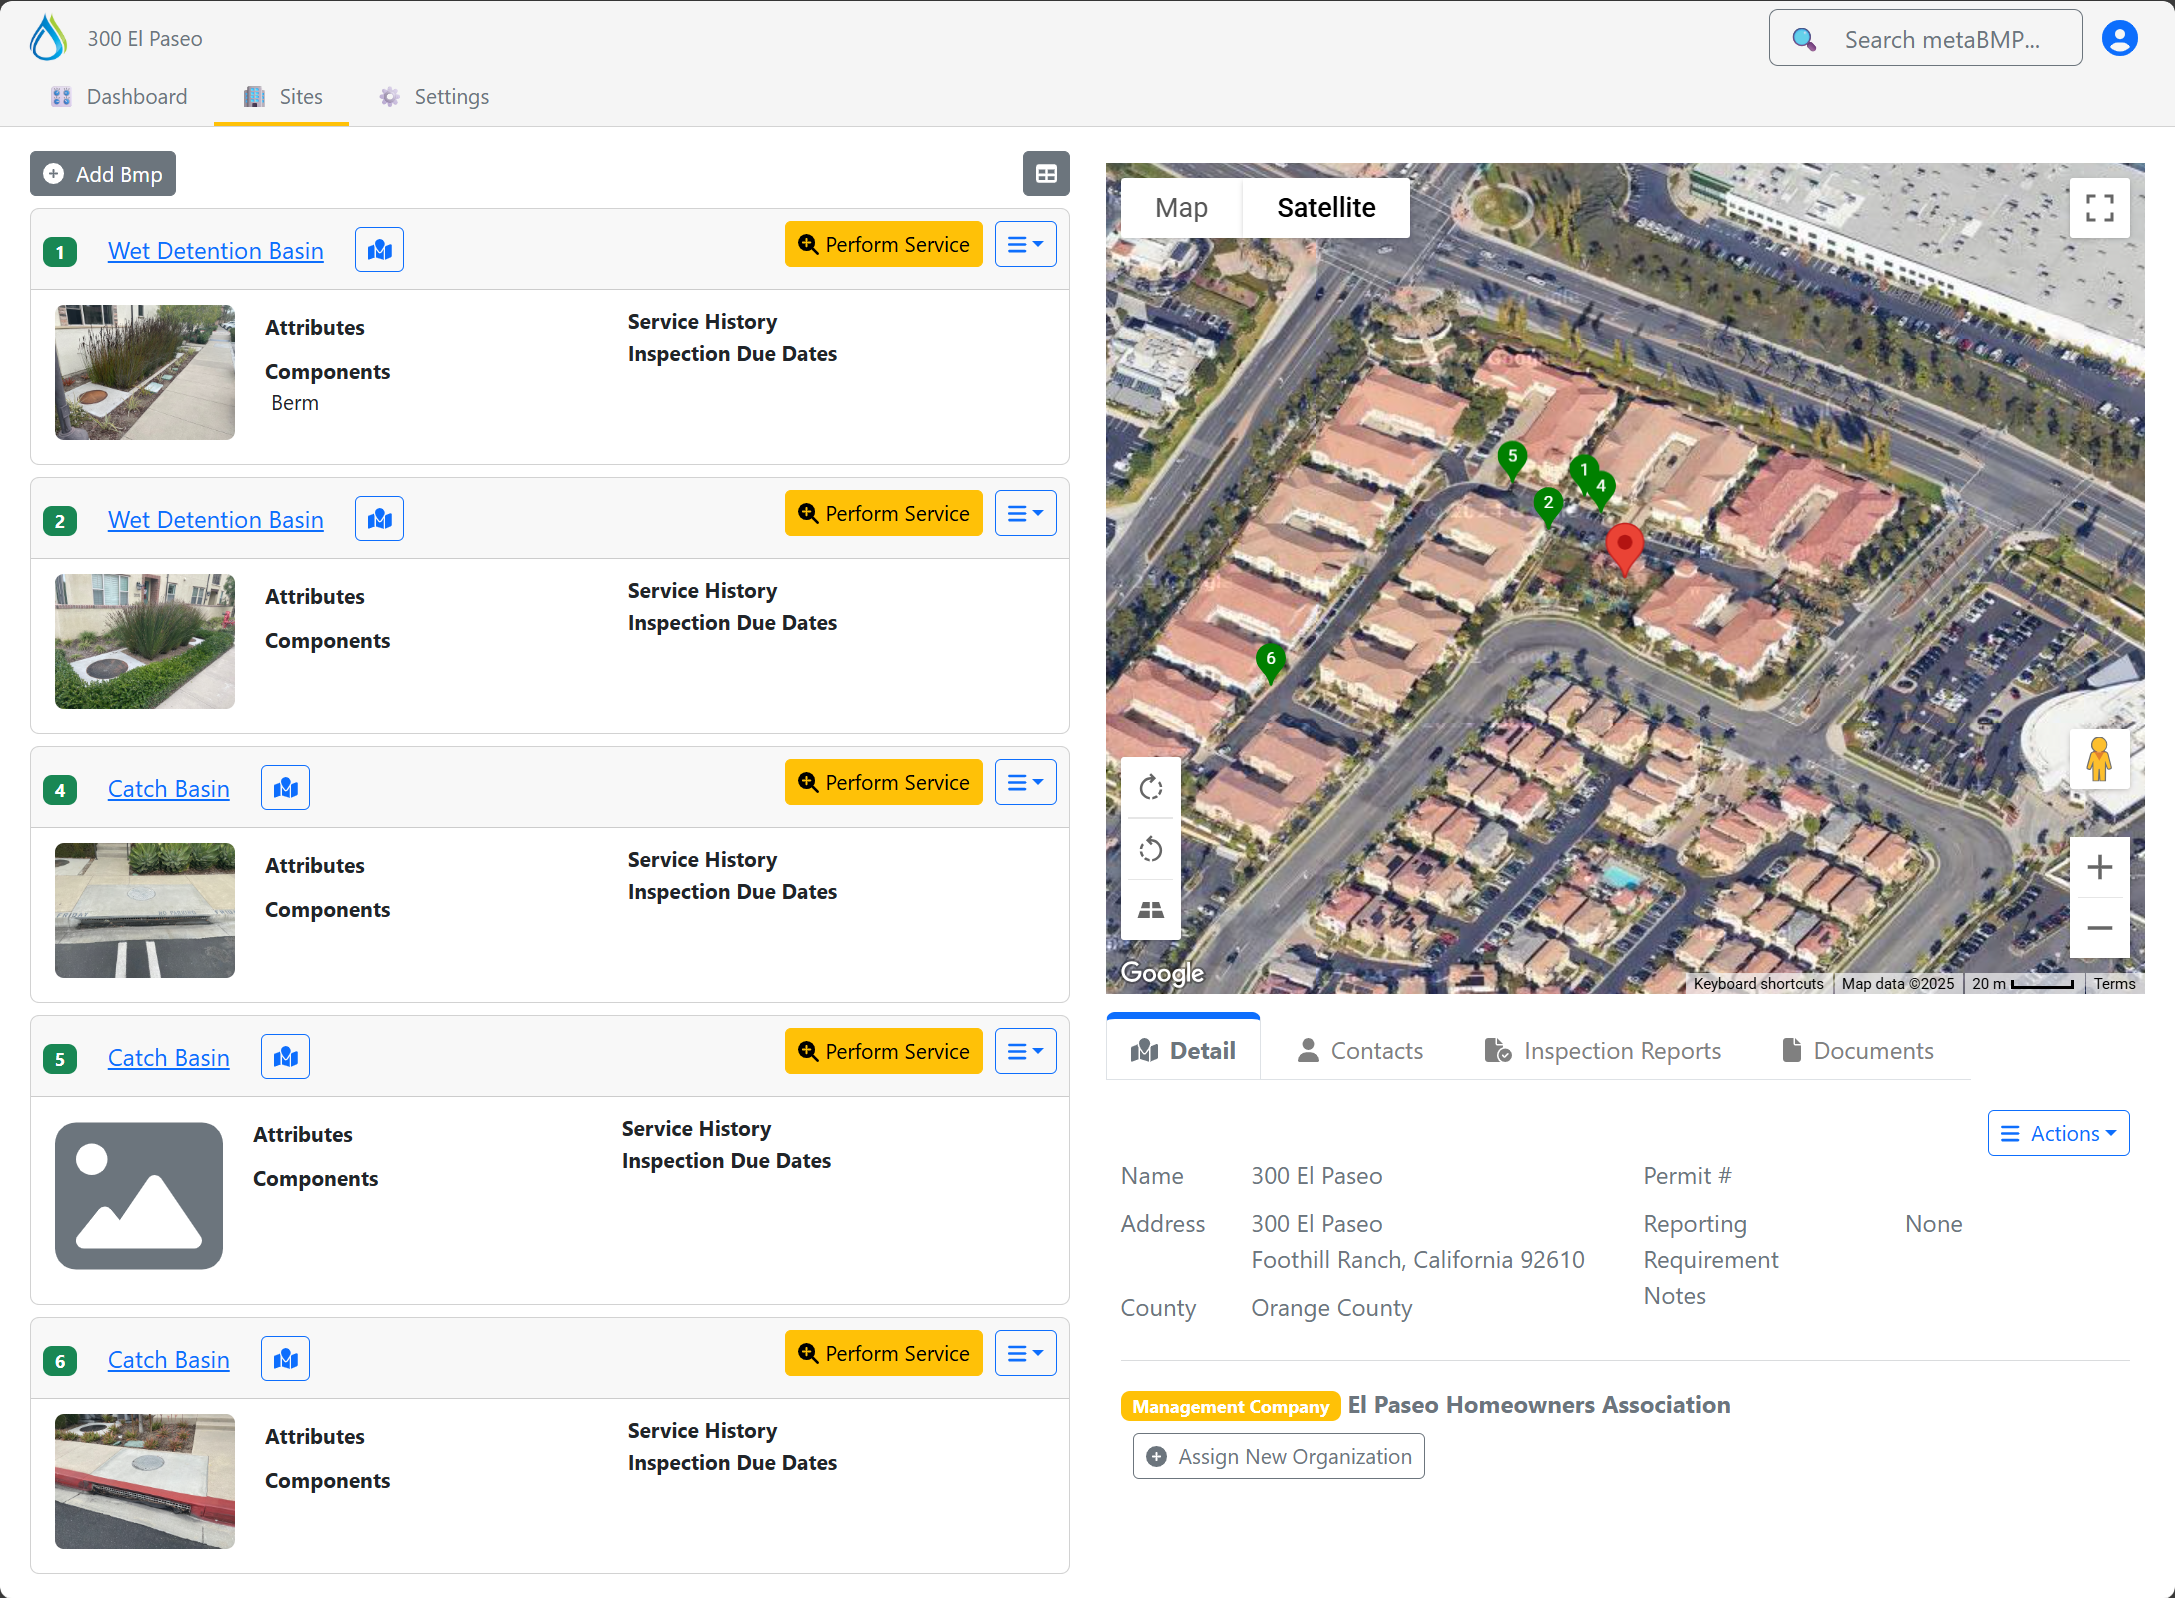 300 El Paseo
Search metaBMP...
Dashboard
Sites
Settings
Add Bmp
1
Wet Detention Basin
Perform Service
Attributes
Components
Berm
Service History
Inspection Due Dates
2
Wet Detention Basin
Perform Service
Attributes
Components
Service History
Inspection Due Dates
4
Catch Basin
Perform Service
Attributes
Components
Service History
Inspection Due Dates
5
Catch Basin
Perform Service
Attributes
Components
Service History
Inspection Due Dates
6
Catch Basin
Perform Service
Attributes
Components
Service History
Inspection Due Dates
Map
Satellite
5
1
4
2
6
Google
Keyboard shortcuts
Map data ©2025
20 m
Terms
Detail
Contacts
Inspection Reports
Documents
Actions
Name
300 El Paseo
Address
300 El Paseo
Foothill Ranch, California 92610
County
Orange County
Permit #
Reporting
Requirement
None
Notes
Management Company
El Paseo Homeowners Association
Assign New Organization